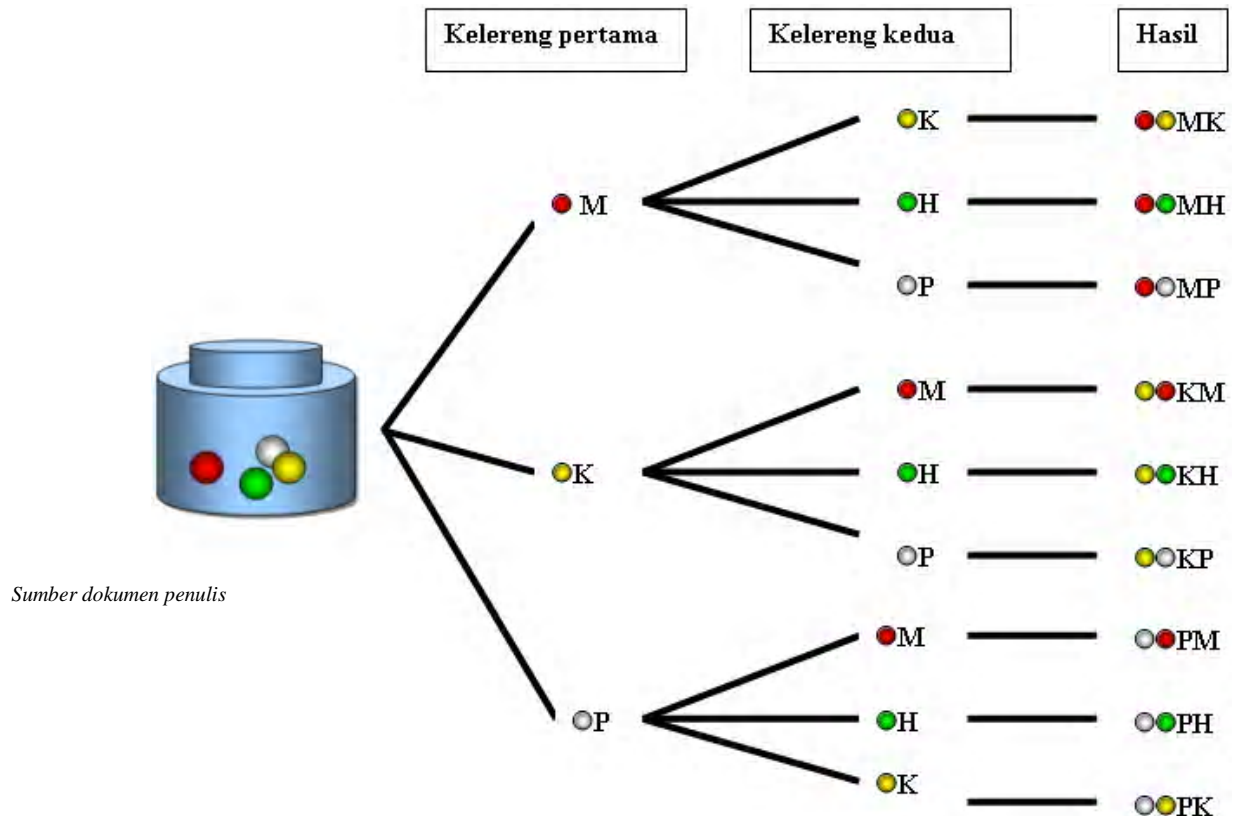 Kelereng pertama Kelereng kedua Hasil
K MK
M H MH
P MP
M KM
K H KH
P KP
Sumber dokumen penulis
M PM
P H PH
K PK